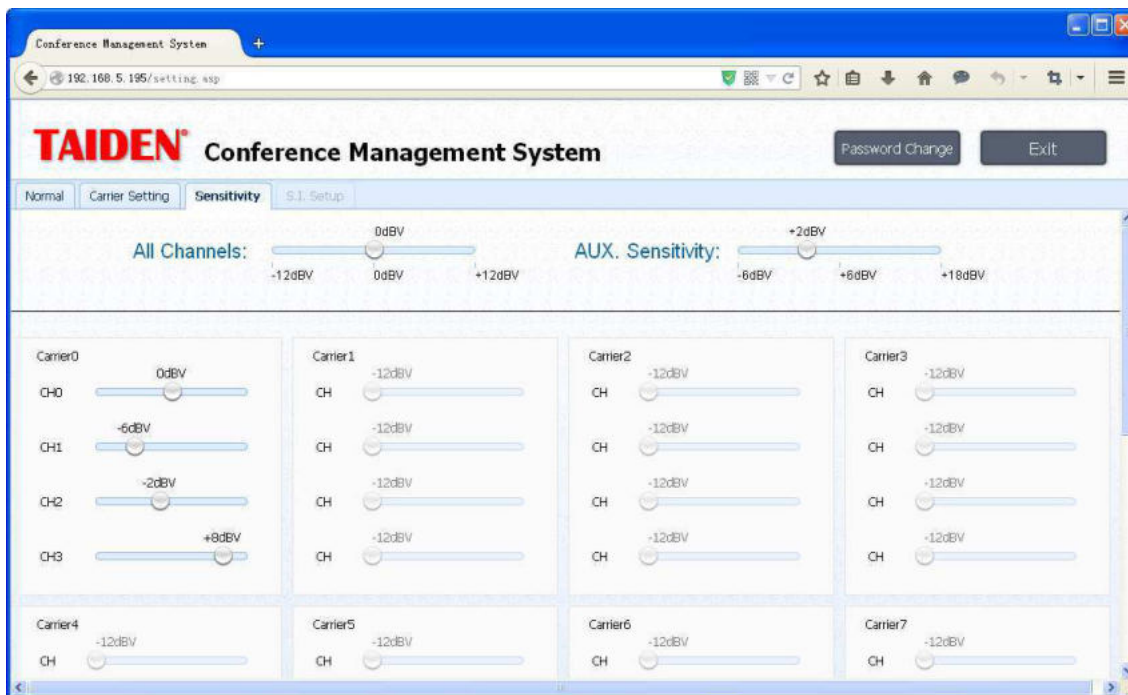 Conference Management System
192.168.5.195/setting.asp
TAIDEN® Conference Management System
Password Change
Exit
Normal Carrier Setting Sensitivity S.I. Setup
All Channels: 0dBV
-12dBV 0dBV +12dBV
AUX. Sensitivity: +2dBV
-6dBV +6dBV +18dBV
Carrier0
0dBV
CH0
-6dBV
CH1
-2dBV
CH2
+8dBV
CH3
Carrier1
-12dBV
CH
-12dBV
CH
-12dBV
CH
-12dBV
CH
Carrier2
-12dBV
CH
-12dBV
CH
-12dBV
CH
-12dBV
CH
Carrier3
-12dBV
CH
-12dBV
CH
-12dBV
CH
-12dBV
CH
Carrier4
-12dBV
CH
Carrier5
-12dBV
CH
Carrier6
-12dBV
CH
Carrier7
-12dBV
CH